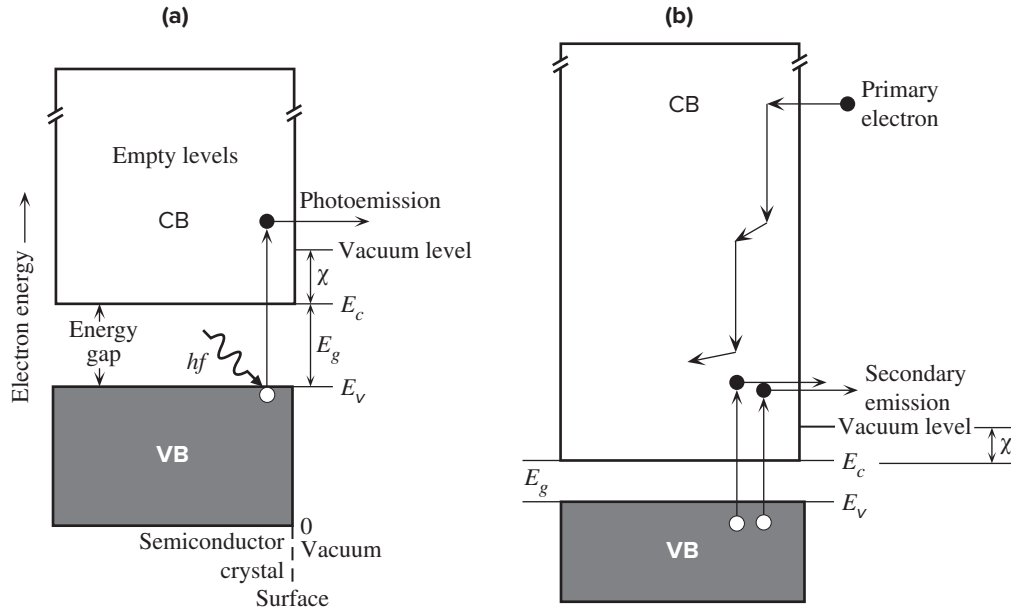 (a)
Empty levels
CB
Photoemission
Vacuum level
χ
E_c
Energy
gap
hf
E_g
E_v
VB
0
Semiconductor
crystal
Vacuum
Surface
Electron energy
(b)
CB
Primary
electron
Secondary
emission
Vacuum level
χ
E_c
E_g
E_v
VB